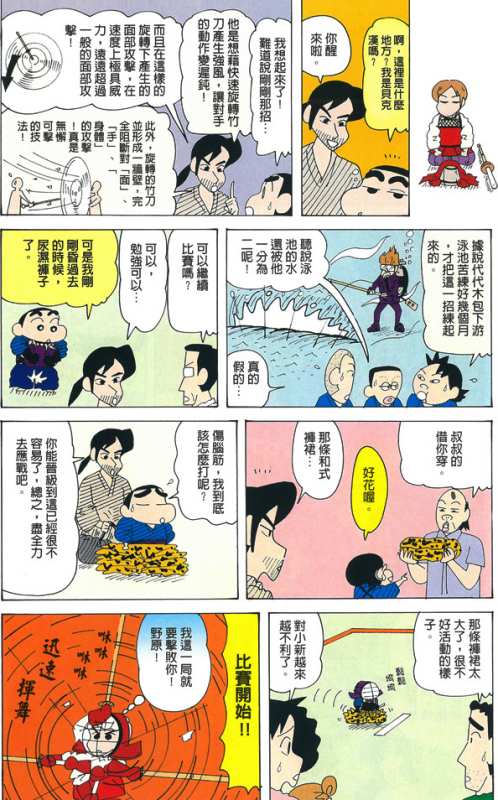 啊,這裡是什麼
地方?我是貝克
漢嗎?
你醒
來啦。
我想起來了!
難道說剛剛那招…
他是想藉快速旋轉竹
刀產生強風,讓對手
的動作變遲鈍!
而且在這樣的
旋轉下產生的
面部攻擊,在
速度上極具威
力,遠遠超過
一般的面部攻
擊!
此外,旋轉的竹刀
並形成一牆壁,完
全阻斷對「面」、
「手」、「
身體」
的攻擊
!真是
無懈
可擊
的技
法!
據說代代木包下游
泳池苦練好幾個月
,才把這一招練起
來的。
聽說泳
池的水
還被他
一分為
二呢!
真的
假的…
可以繼續
比賽嗎?
可以,
勉強可以…
可是我剛
剛昏過去
的時候,
尿濕褲子
了。
叔叔的
借你穿。
好花喔。
那條和式
褲裙…
傷腦筋,我到底
該怎麼打呢?
你能晉級到這已經很不
容易了,總之,盡全力
去應戰吧。
那條褲裙太
大了,很不
好活動的樣
子。
對小新越來
越不利了。
鬆鬆
垮垮
比賽開始!!
我這一局就
要擊敗你!
野原!
咻咻
咻咻
迅速
揮舞